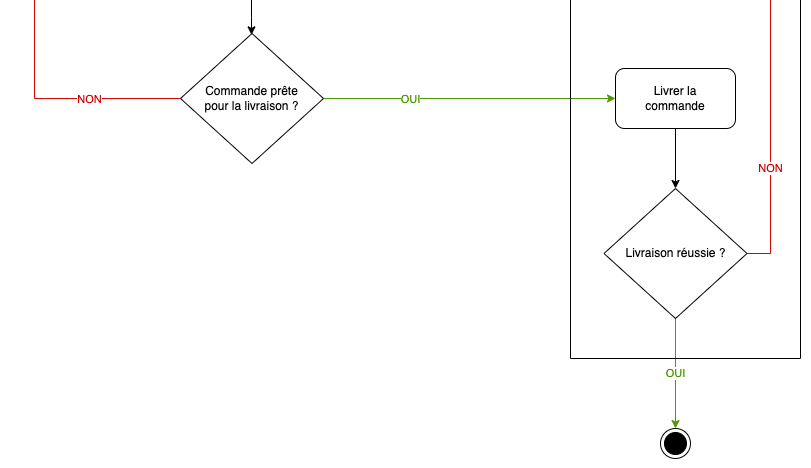 Commande prête
pour la livraison ?
NON
OUI
Livrer la
commande
NON
Livraison réussie ?
OUI